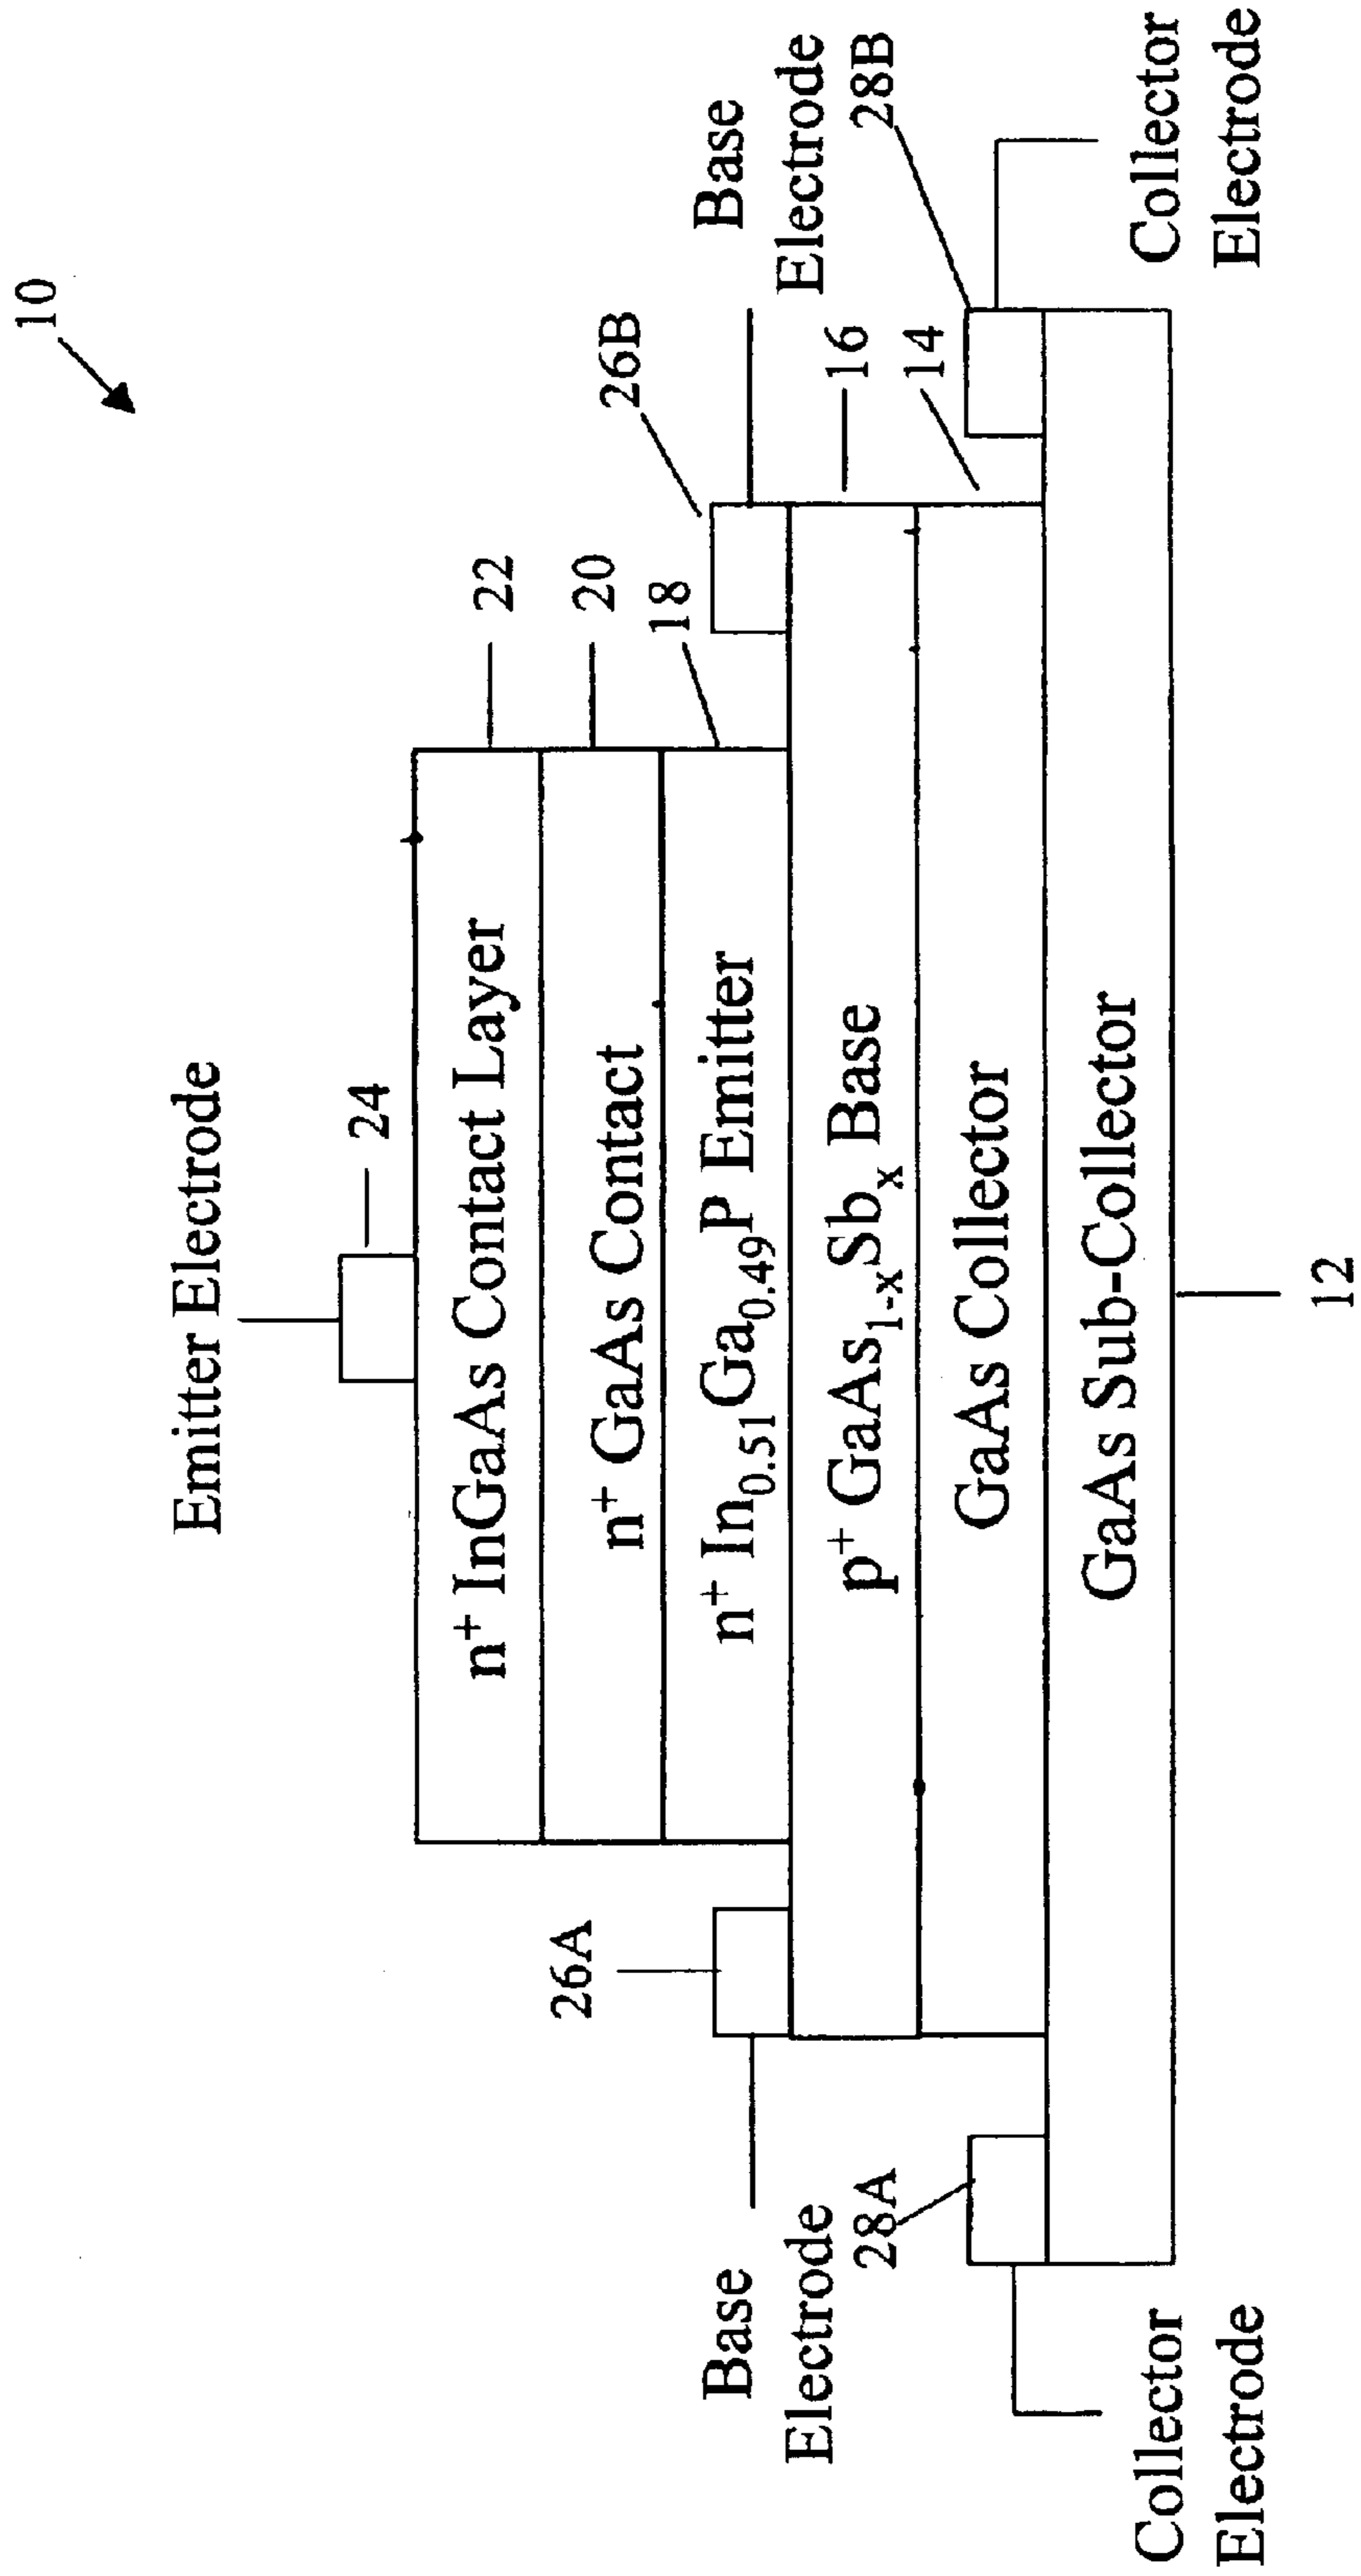 10
Emitter Electrode
24
22
n⁺ InGaAs Contact Layer
20
n⁺ GaAs Contact
18
n⁺ In₀.₅₁Ga₀.₄₉P Emitter
26A
26B
Base
Electrode
Base
Electrode
16
p⁺ GaAs₁₋ₓSbₓ Base
14
GaAs Collector
28A
28B
GaAs Sub-Collector
Collector
Electrode
Collector
Electrode
12